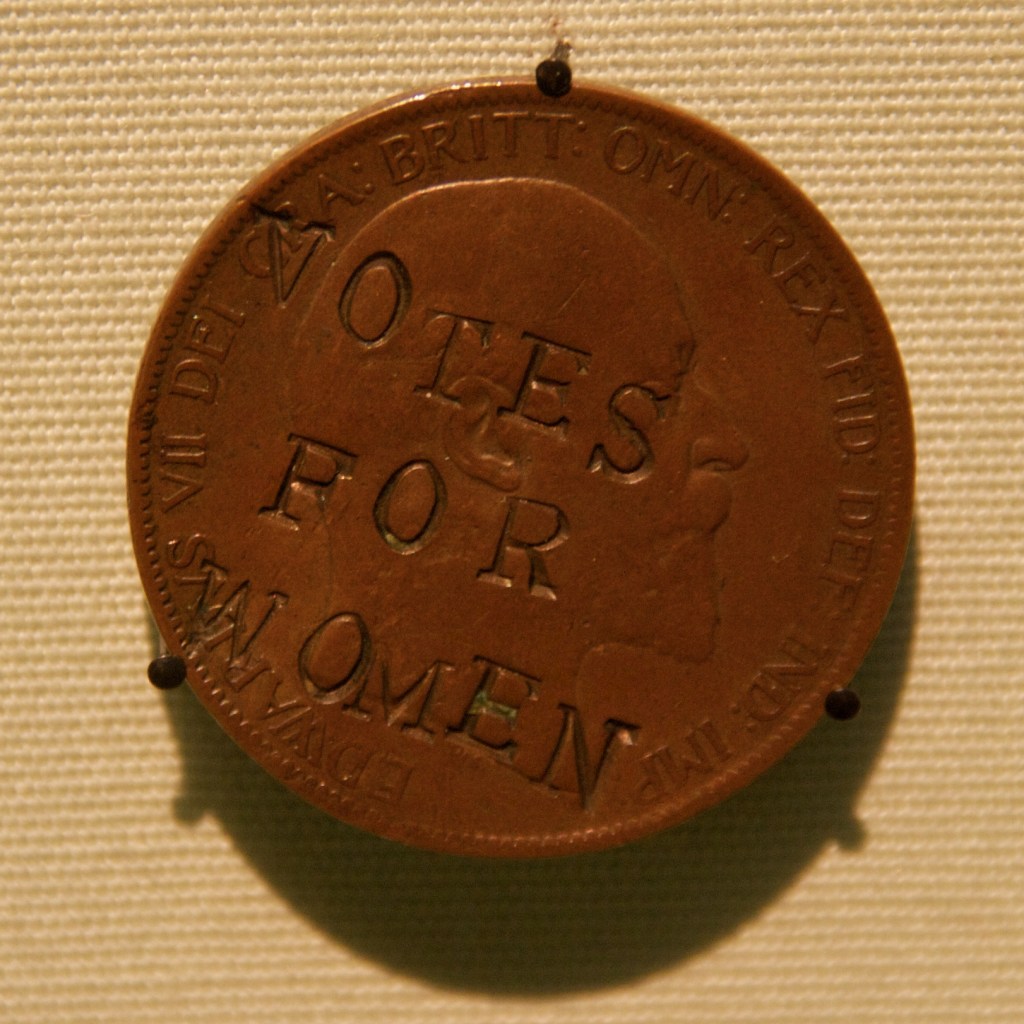 VOTES
FOR
WOMEN
EDWARDVS VII DEI GRA: BRITT: OMN: REX FID: DEF: IND: IMP: